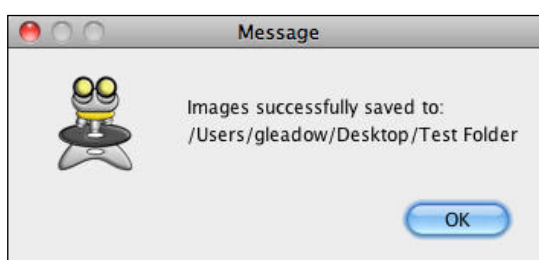 Message
Images successfully saved to:
/Users/gleadow/Desktop/Test Folder
OK